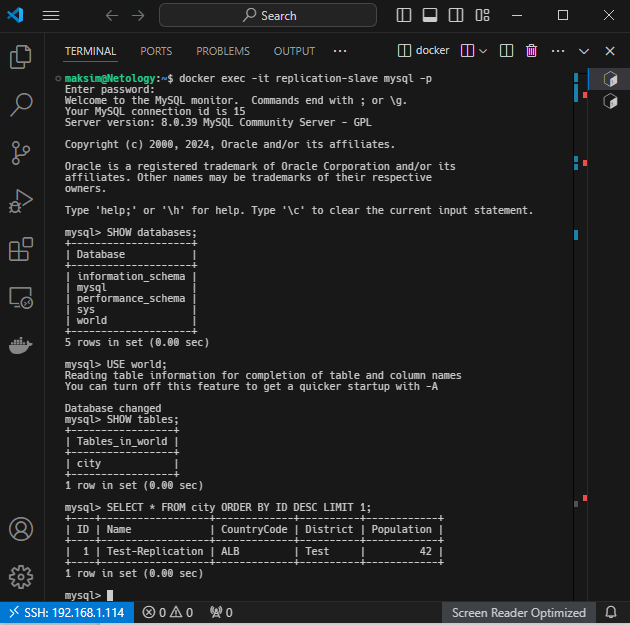 Search
TERMINAL PORTS PROBLEMS OUTPUT ··· docker ···
maksim@Netology:~$ docker exec -it replication-slave mysql -p
Enter password:
Welcome to the MySQL monitor.  Commands end with ; or \g.
Your MySQL connection id is 15
Server version: 8.0.39 MySQL Community Server - GPL

Copyright (c) 2000, 2024, Oracle and/or its affiliates.

Oracle is a registered trademark of Oracle Corporation and/or its
affiliates. Other names may be trademarks of their respective
owners.

Type 'help;' or '\h' for help. Type '\c' to clear the current input statement.

mysql> SHOW databases;
+--------------------+
| Database           |
+--------------------+
| information_schema |
| mysql              |
| performance_schema |
| sys                |
| world              |
+--------------------+
5 rows in set (0.00 sec)

mysql> USE world;
Reading table information for completion of table and column names
You can turn off this feature to get a quicker startup with -A

Database changed
mysql> SHOW tables;
+-----------------+
| Tables_in_world |
+-----------------+
| city            |
+-----------------+
1 row in set (0.00 sec)

mysql> SELECT * FROM city ORDER BY ID DESC LIMIT 1;
+----+------------------+-------------+----------+------------+
| ID | Name             | CountryCode | District | Population |
+----+------------------+-------------+----------+------------+
|  1 | Test-Replication | ALB         | Test     |         42 |
+----+------------------+-------------+----------+------------+
1 row in set (0.00 sec)

mysql>
SSH: 192.168.1.114 0 0 0 Screen Reader Optimized